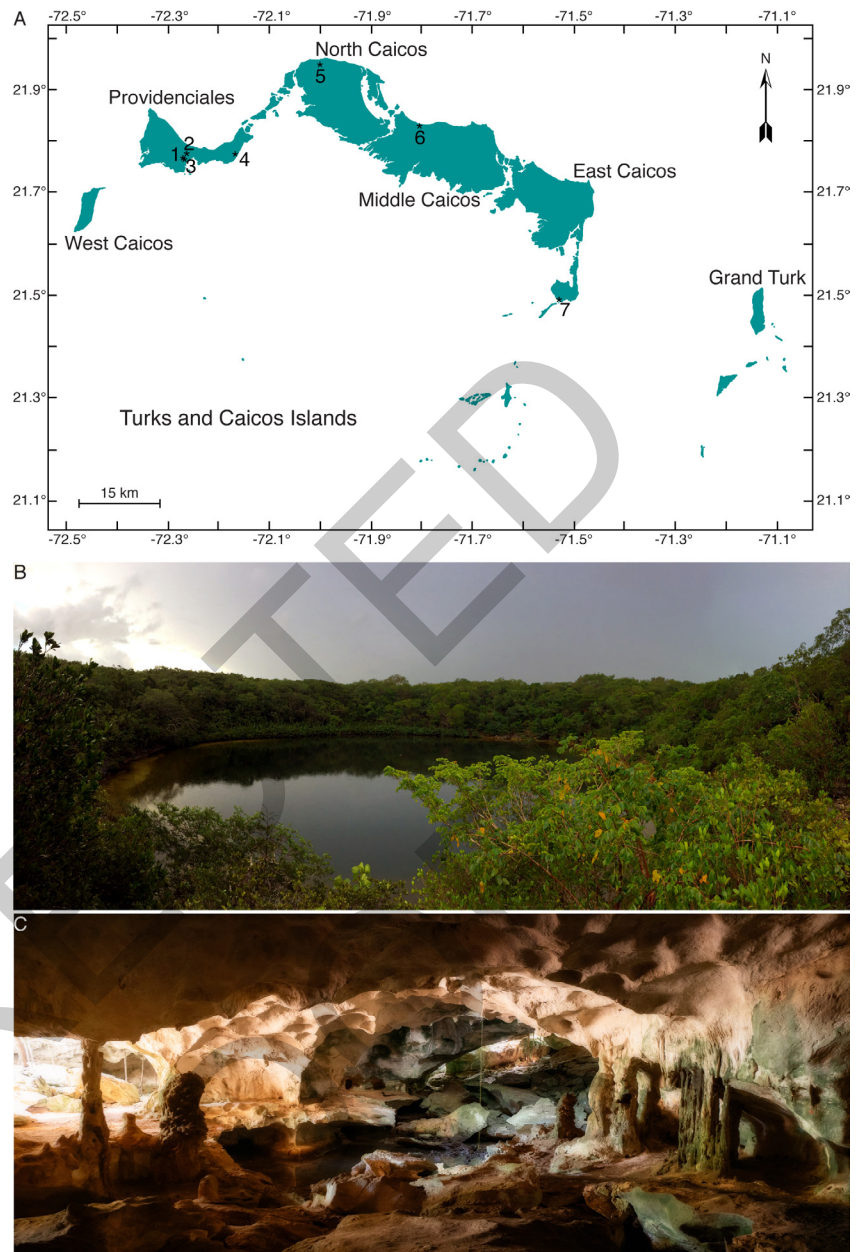 A
-72.5° -72.3° -72.1° -71.9° -71.7° -71.5° -71.3° -71.1°
North Caicos
5
N
21.9° 21.9°
Providenciales
6
2
1
3
4
East Caicos
21.7° 21.7°
Middle Caicos
West Caicos
Grand Turk
21.5° 21.5°
7
21.3° 21.3°
Turks and Caicos Islands
15 km
21.1° 21.1°
-72.5° -72.3° -72.1° -71.9° -71.7° -71.5° -71.3° -71.1°
TED
B
C